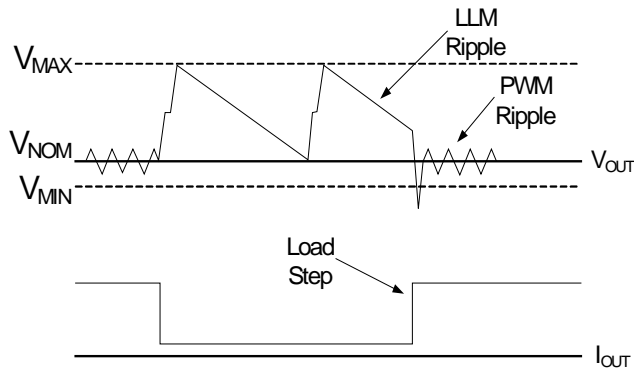 LLM
Ripple
VMAX
PWM
Ripple
VNOM
VOUT
VMIN
Load
Step
IOUT